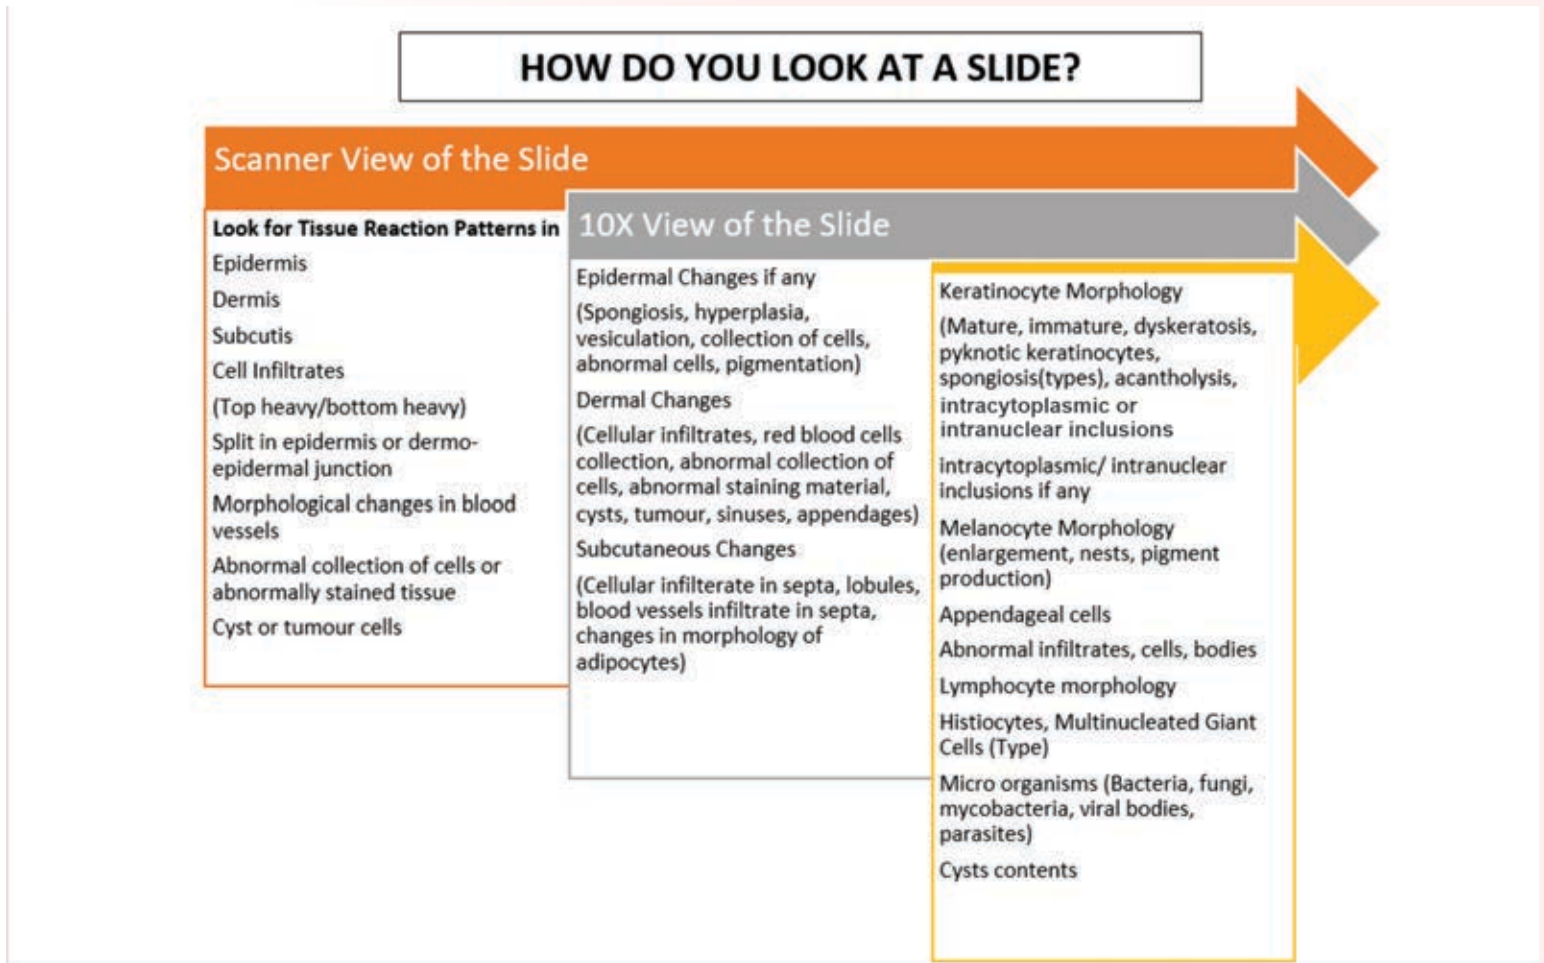 HOW DO YOU LOOK AT A SLIDE?
Scanner View of the Slide
Look for Tissue Reaction Patterns in
Epidermis
Dermis
Subcutis
Cell Infiltrates
(Top heavy/bottom heavy)
Split in epidermis or dermo-
epidermal junction
Morphological changes in blood
vessels
Abnormal collection of cells or
abnormally stained tissue
Cyst or tumour cells
10X View of the Slide
Epidermal Changes if any
(Spongiosis, hyperplasia,
vesiculation, collection of cells,
abnormal cells, pigmentation)
Dermal Changes
(Cellular infiltrates, red blood cells
collection, abnormal collection of
cells, abnormal staining material,
cysts, tumour, sinuses, appendages)
Subcutaneous Changes
(Cellular infilterate in septa, lobules,
blood vessels infiltrate in septa,
changes in morphology of
adipocytes)
Keratinocyte Morphology
(Mature, immature, dyskeratosis,
pyknotic keratinocytes,
spongiosis(types), acantholysis,
intracytoplasmic or
intranuclear inclusions
intracytoplasmic/ intranuclear
inclusions if any
Melanocyte Morphology
(enlargement, nests, pigment
production)
Appendageal cells
Abnormal infiltrates, cells, bodies
Lymphocyte morphology
Histiocytes, Multinucleated Giant
Cells (Type)
Micro organisms (Bacteria, fungi,
mycobacteria, viral bodies,
parasites)
Cysts contents